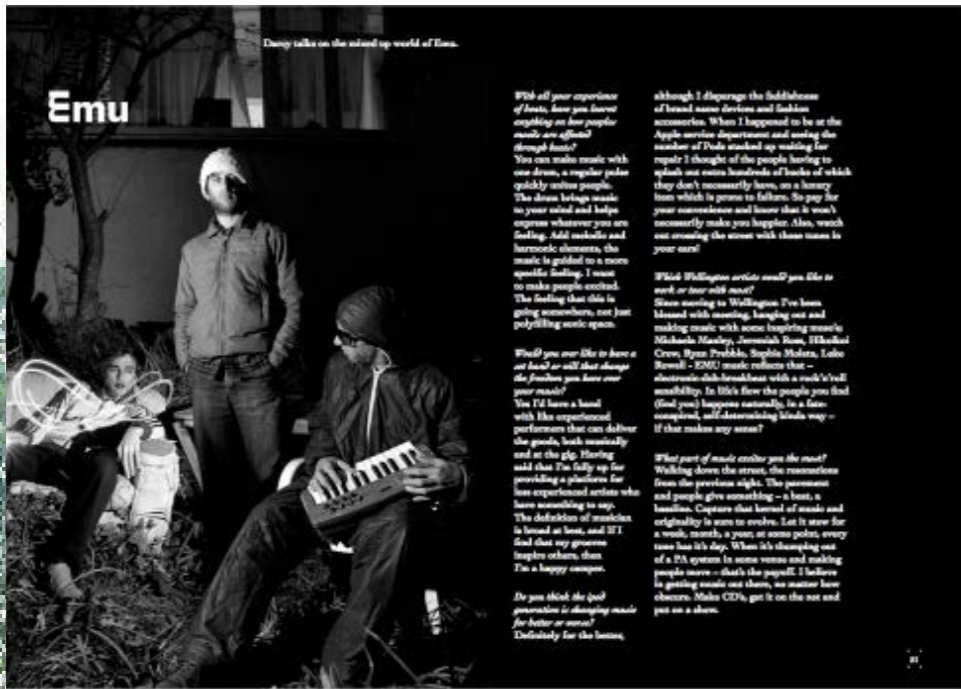 Darcy talks on the mixed up world of Emu.
Emu
With all your experience
of beats, have you learnt
anything on how peoples
moods are affected
through beats?
You can make music with
one drum, a regular pulse
quickly unites people.
The drum brings music
to your mind and helps
express whatever you are
feeling. Add melodic and
harmonic elements, the
music is guided to a more
specific feeling. I want
to make people excited.
The feeling that this is
going somewhere, not just
polyfilling sonic space.
Would you ever like to have a
set band or will that change
the freedom you have over
your music?
Yes I'd have a band
with like experienced
performers that can deliver
the goods, both musically
and at the gig. Having
said that I'm fully up for
providing a platform for
less experienced artists who
have something to say.
The definition of musician
is broad at best, and If I
find that my grooves
inspire others, then
I'm a happy camper.
Do you think the ipod
generation is changing music
for better or worse?
Definitely for the better,
although I disparage the faddishness
of brand name devices and fashion
accessories. When I happened to be at the
Apple service department and seeing the
number of Pods stacked up waiting for
repair I thought of the people having to
splash out extra hundreds of bucks of which
they don't necessarily have, on a luxury
item which is prone to failure. So pay for
your convenience and know that it won't
necessarily make you happier. Also, watch
out crossing the street with those tunes in
your ears!
Which Wellington artists would you like to
work or tour with most?
Since moving to Wellington I've been
blessed with meeting, hanging out and
making music with some inspiring muso's
Michaela Manley, Jeremiah Ross,
Crew, Ryan Prebble, Sophie Moleta, Luke
Rowell - EMU music reflects that –
electronic-dub-breakbeat with a rock'n'roll
sensibility. In life's flow the people you find
(find you) happens naturally, in a fate-
conspired, self-determining kinda way –
if that makes any sense?
What part of music excites you the most?
Walking down the street, the resonations
from the previous night. The pavement
and people give something – a beat, a
bassline. Capture that kernel of music and
originality is sure to evolve. Let it stew for
a week, month, a year, at some point, every
tune has it's day. When it's thumping out
of a PA system in some venue and making
people move – that's the payoff. I believe
in getting music out there, no matter how
obscure. Make CD's, get it on the net and
put on a show.